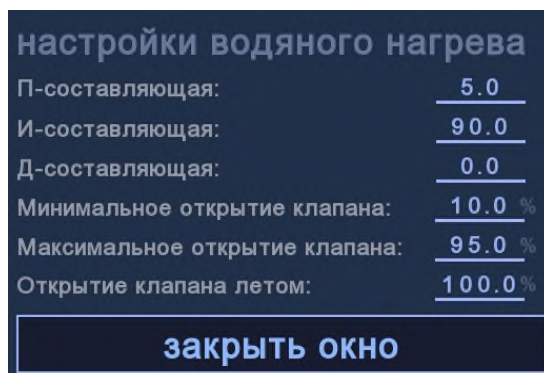 настройки водяного нагрева
П-составляющая: 5.0
И-составляющая: 90.0
Д-составляющая: 0.0
Минимальное открытие клапана: 10.0 %
Максимальное открытие клапана: 95.0 %
Открытие клапана летом: 100.0 %
закрыть окно